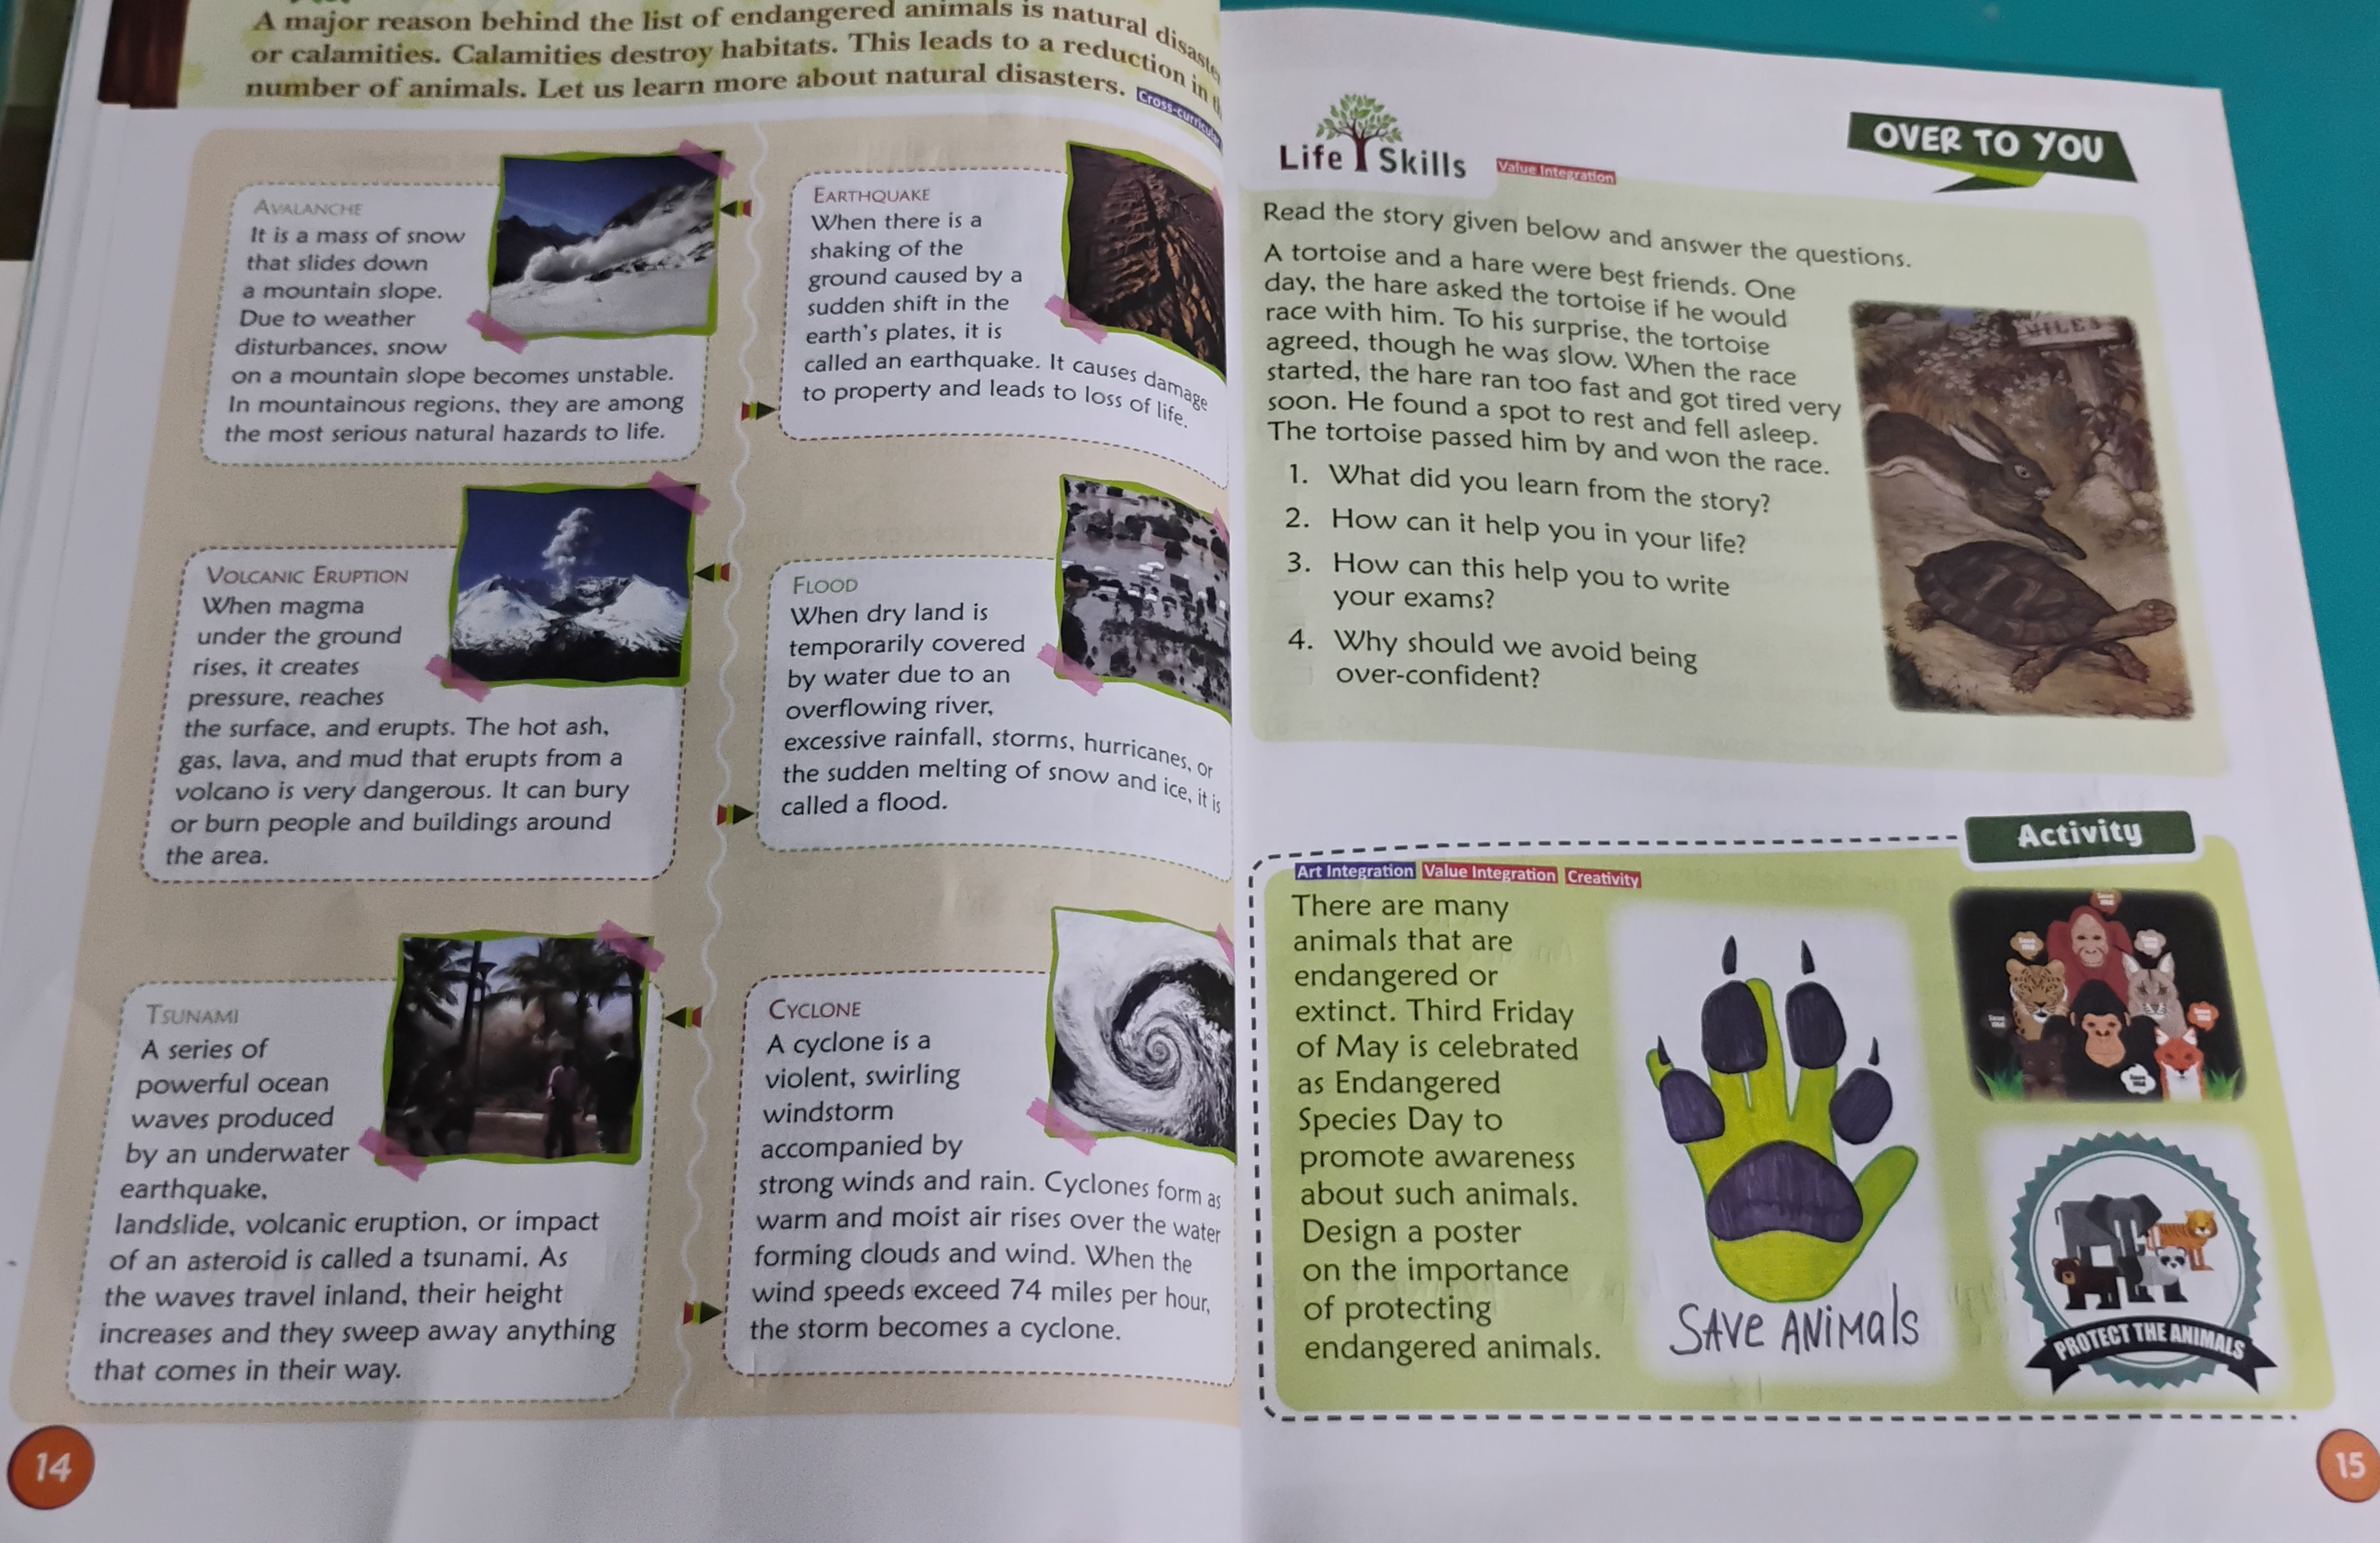 A major reason behind the list of endangered animals is natural
or calamities. Calamities destroy habitats. This leads to a reduction in
number of animals. Let us learn more about natural disasters.
AVALANCHE
It is a mass of snow
that slides down
a mountain slope.
Due to weather
disturbances, snow
on a mountain slope becomes unstable.
In mountainous regions, they are among
the most serious natural hazards to life.
EARTHQUAKE
When there is a
shaking of the
ground caused by a
sudden shift in the
earth's plates, it is
called an earthquake. It causes damage
to property and leads to loss of life.
VOLCANIC ERUPTION
When magma
under the ground
rises, it creates
pressure, reaches
the surface, and erupts. The hot ash,
gas, lava, and mud that erupts from a
volcano is very dangerous. It can bury
or burn people and buildings around
the area.
FLOOD
When dry land is
temporarily covered
by water due to an
overflowing river,
excessive rainfall, storms, hurricanes, or
the sudden melting of snow and ice, it is
called a flood.
TSUNAMI
A series of
powerful ocean
waves produced
by an underwater
earthquake,
landslide, volcanic eruption, or impact
of an asteroid is called a tsunami. As
the waves travel inland, their height
increases and they sweep away anything
that comes in their way.
CYCLONE
A cyclone is a
violent, swirling
windstorm
accompanied by
strong winds and rain. Cyclones form as
warm and moist air rises over the water
forming clouds and wind. When the
wind speeds exceed 74 miles per hour,
the storm becomes a cyclone.
14
Life Skills
Value Integration
OVER TO YOU
Read the story given below and answer the questions.
A tortoise and a hare were best friends. One
day, the hare asked the tortoise if he would
race with him. To his surprise, the tortoise
agreed, though he was slow. When the race
started, the hare ran too fast and got tired very
soon. He found a spot to rest and fell asleep.
The tortoise passed him by and won the race.
1. What did you learn from the story?
2. How can it help you in your life?
3. How can this help you to write
your exams?
4. Why should we avoid being
over-confident?
MILES
Activity
Art Integration Value Integration Creativity
There are many
animals that are
endangered or
extinct. Third Friday
of May is celebrated
as Endangered
Species Day to
promote awareness
about such animals.
Design a poster
on the importance
of protecting
endangered animals.
SAVE ANiMAls
PROTECT THE ANIMALS
15